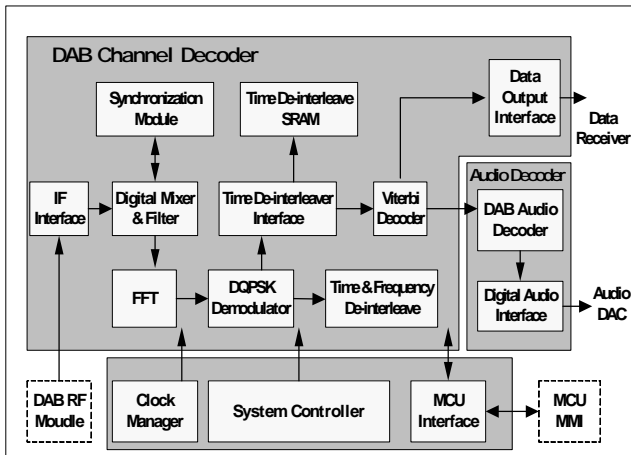 DAB Channel Decoder
Synchronization
Module
Time De-interleave
SRAM
Data
Output
Interface
Data
Receiver
IF
Interface
Digital Mixer
& Filter
Time De-interleaver
Interface
Viterbi
Decoder
Audio Decoder
DAB Audio
Decoder
FFT
DQPSK
Demodulator
Time & Frequency
De-interleave
Digital Audio
Interface
Audio
DAC
DAB RF
Moudle
Clock
Manager
System Controller
MCU
Interface
MCU
MMI